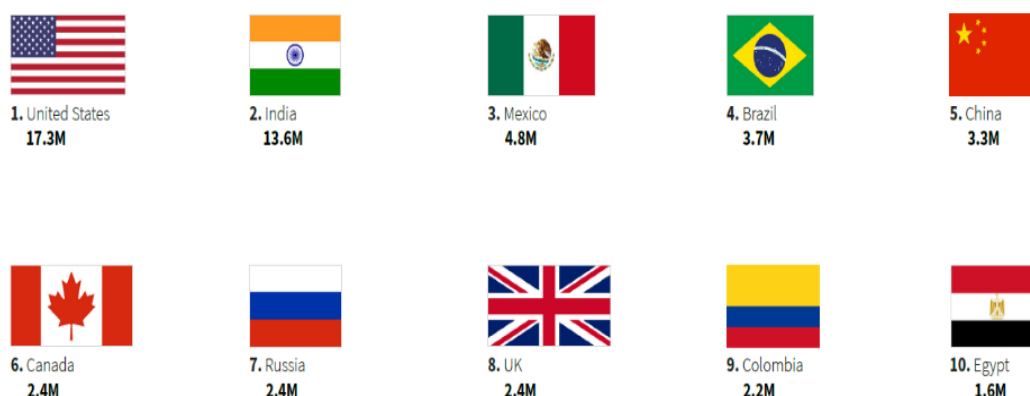 1. United States
17.3M
2. India
13.6M
3. Mexico
4.8M
4. Brazil
3.7M
5. China
3.3M
6. Canada
2.4M
7. Russia
2.4M
8. UK
2.4M
9. Colombia
2.2M
10. Egypt
1.6M